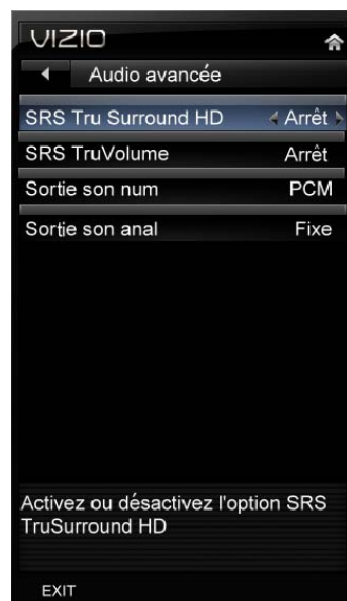 VIZIO
Audio avancée
SRS Tru Surround HD Arrêt
SRS TruVolume Arrêt
Sortie son num PCM
Sortie son anal Fixe
Activez ou désactivez l'option SRS
TruSurround HD
EXIT